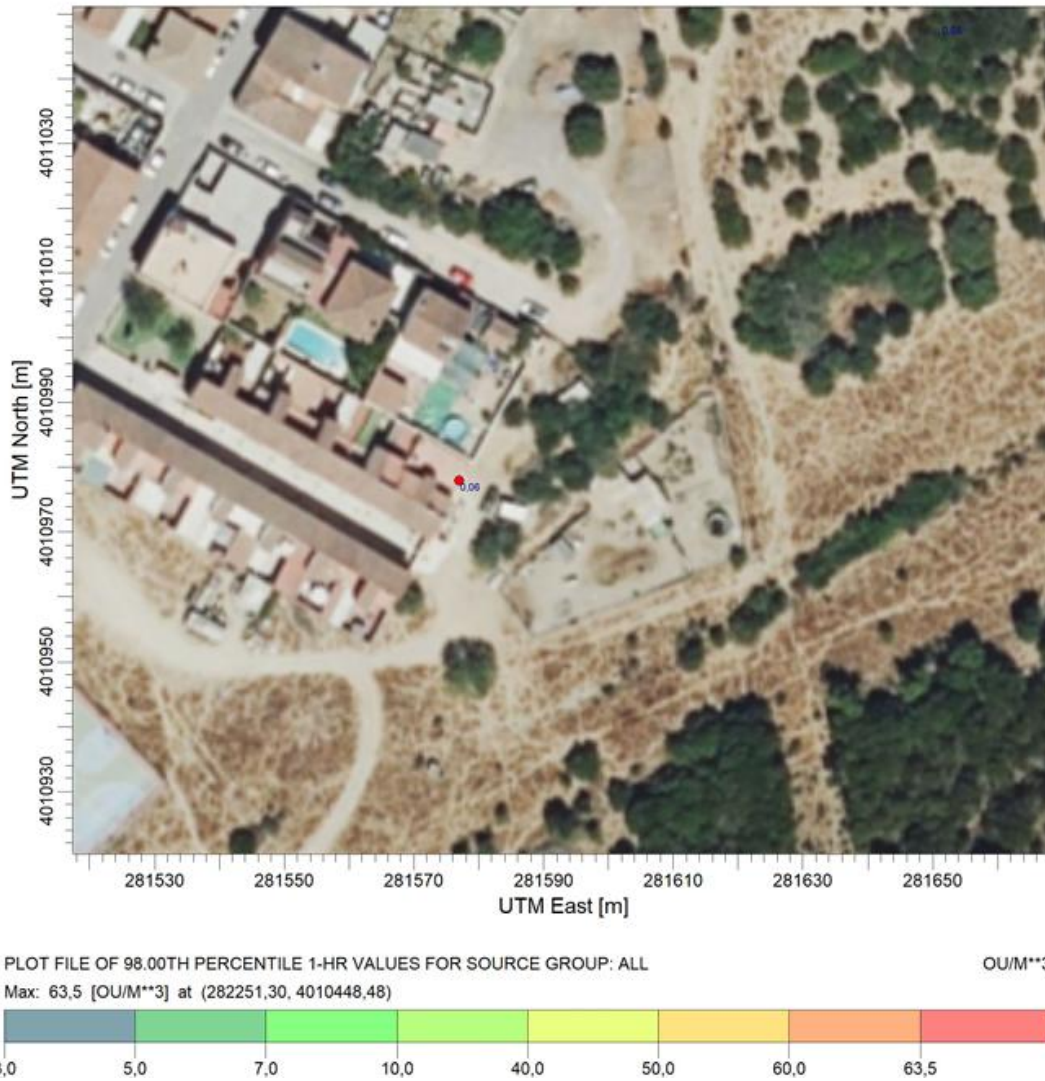 UTM North [m]
4011030
4011010
4010990
4010970
4010950
4010930
0,06
281530 281550 281570 281590 281610 281630 281650
UTM East [m]
PLOT FILE OF 98.00TH PERCENTILE 1-HR VALUES FOR SOURCE GROUP: ALL
OU/M**3
Max: 63,5 [OU/M**3] at (282251,30, 4010448,48)
5,0 7,0 10,0 40,0 50,0 60,0 63,5